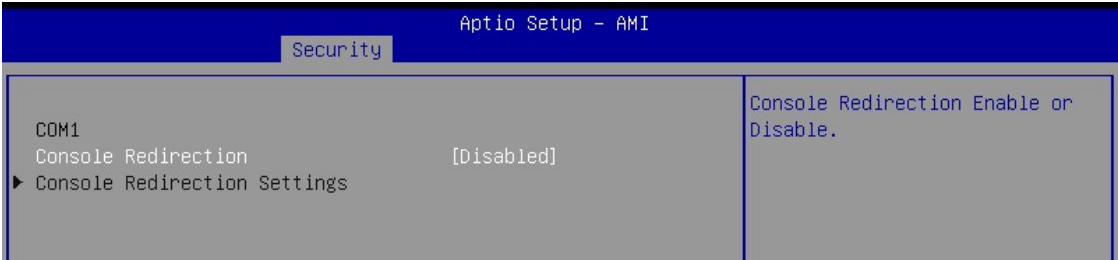 Aptio Setup – AMI
Security
COM1
Console Redirection [Disabled]
Console Redirection Settings
Console Redirection Enable or
Disable.